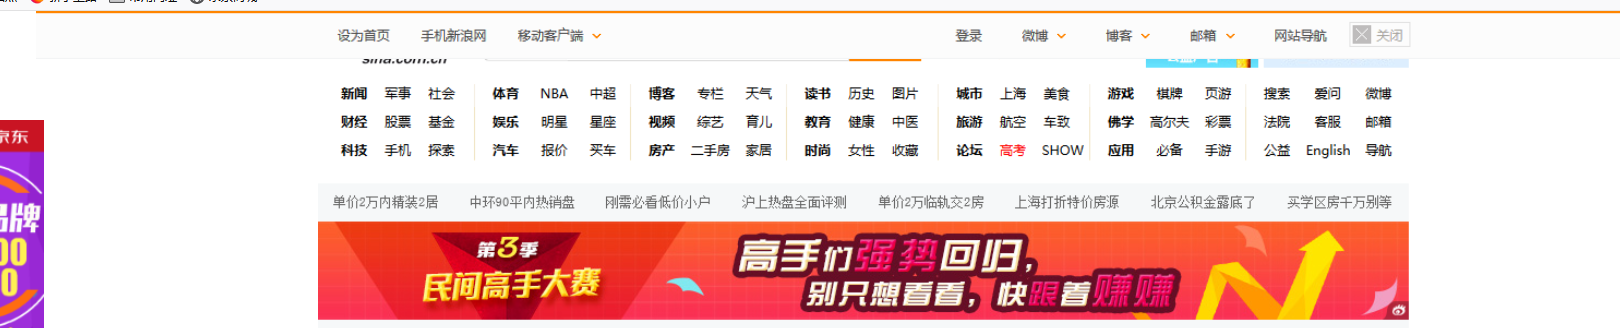 设为首页 手机新浪网 移动客户端 登录 微博 博客 邮箱 网站导航 关闭
sina.com.cn
新闻 军事 社会 体育 NBA 中超 博客 专栏 天气 读书 历史 图片 城市 上海 美食 游戏 棋牌 页游 搜索 爱问 微博
财经 股票 基金 娱乐 明星 星座 视频 综艺 育儿 教育 健康 中医 旅游 航空 车致 佛学 高尔夫 彩票 法院 客服 邮箱
科技 手机 探索 汽车 报价 买车 房产 二手房 家居 时尚 女性 收藏 论坛 高考 SHOW 应用 必备 手游 公益 English 导航
京东
品牌
单价2万内精装2居 中环90平内热销盘 刚需必看低价小户 沪上热盘全面评测 单价2万临轨交2房 上海打折特价房源 北京公积金露底了 买学区房千万别等
第3季
民间高手大赛
高手们强势回归，
别只想看看，快跟着赚赚